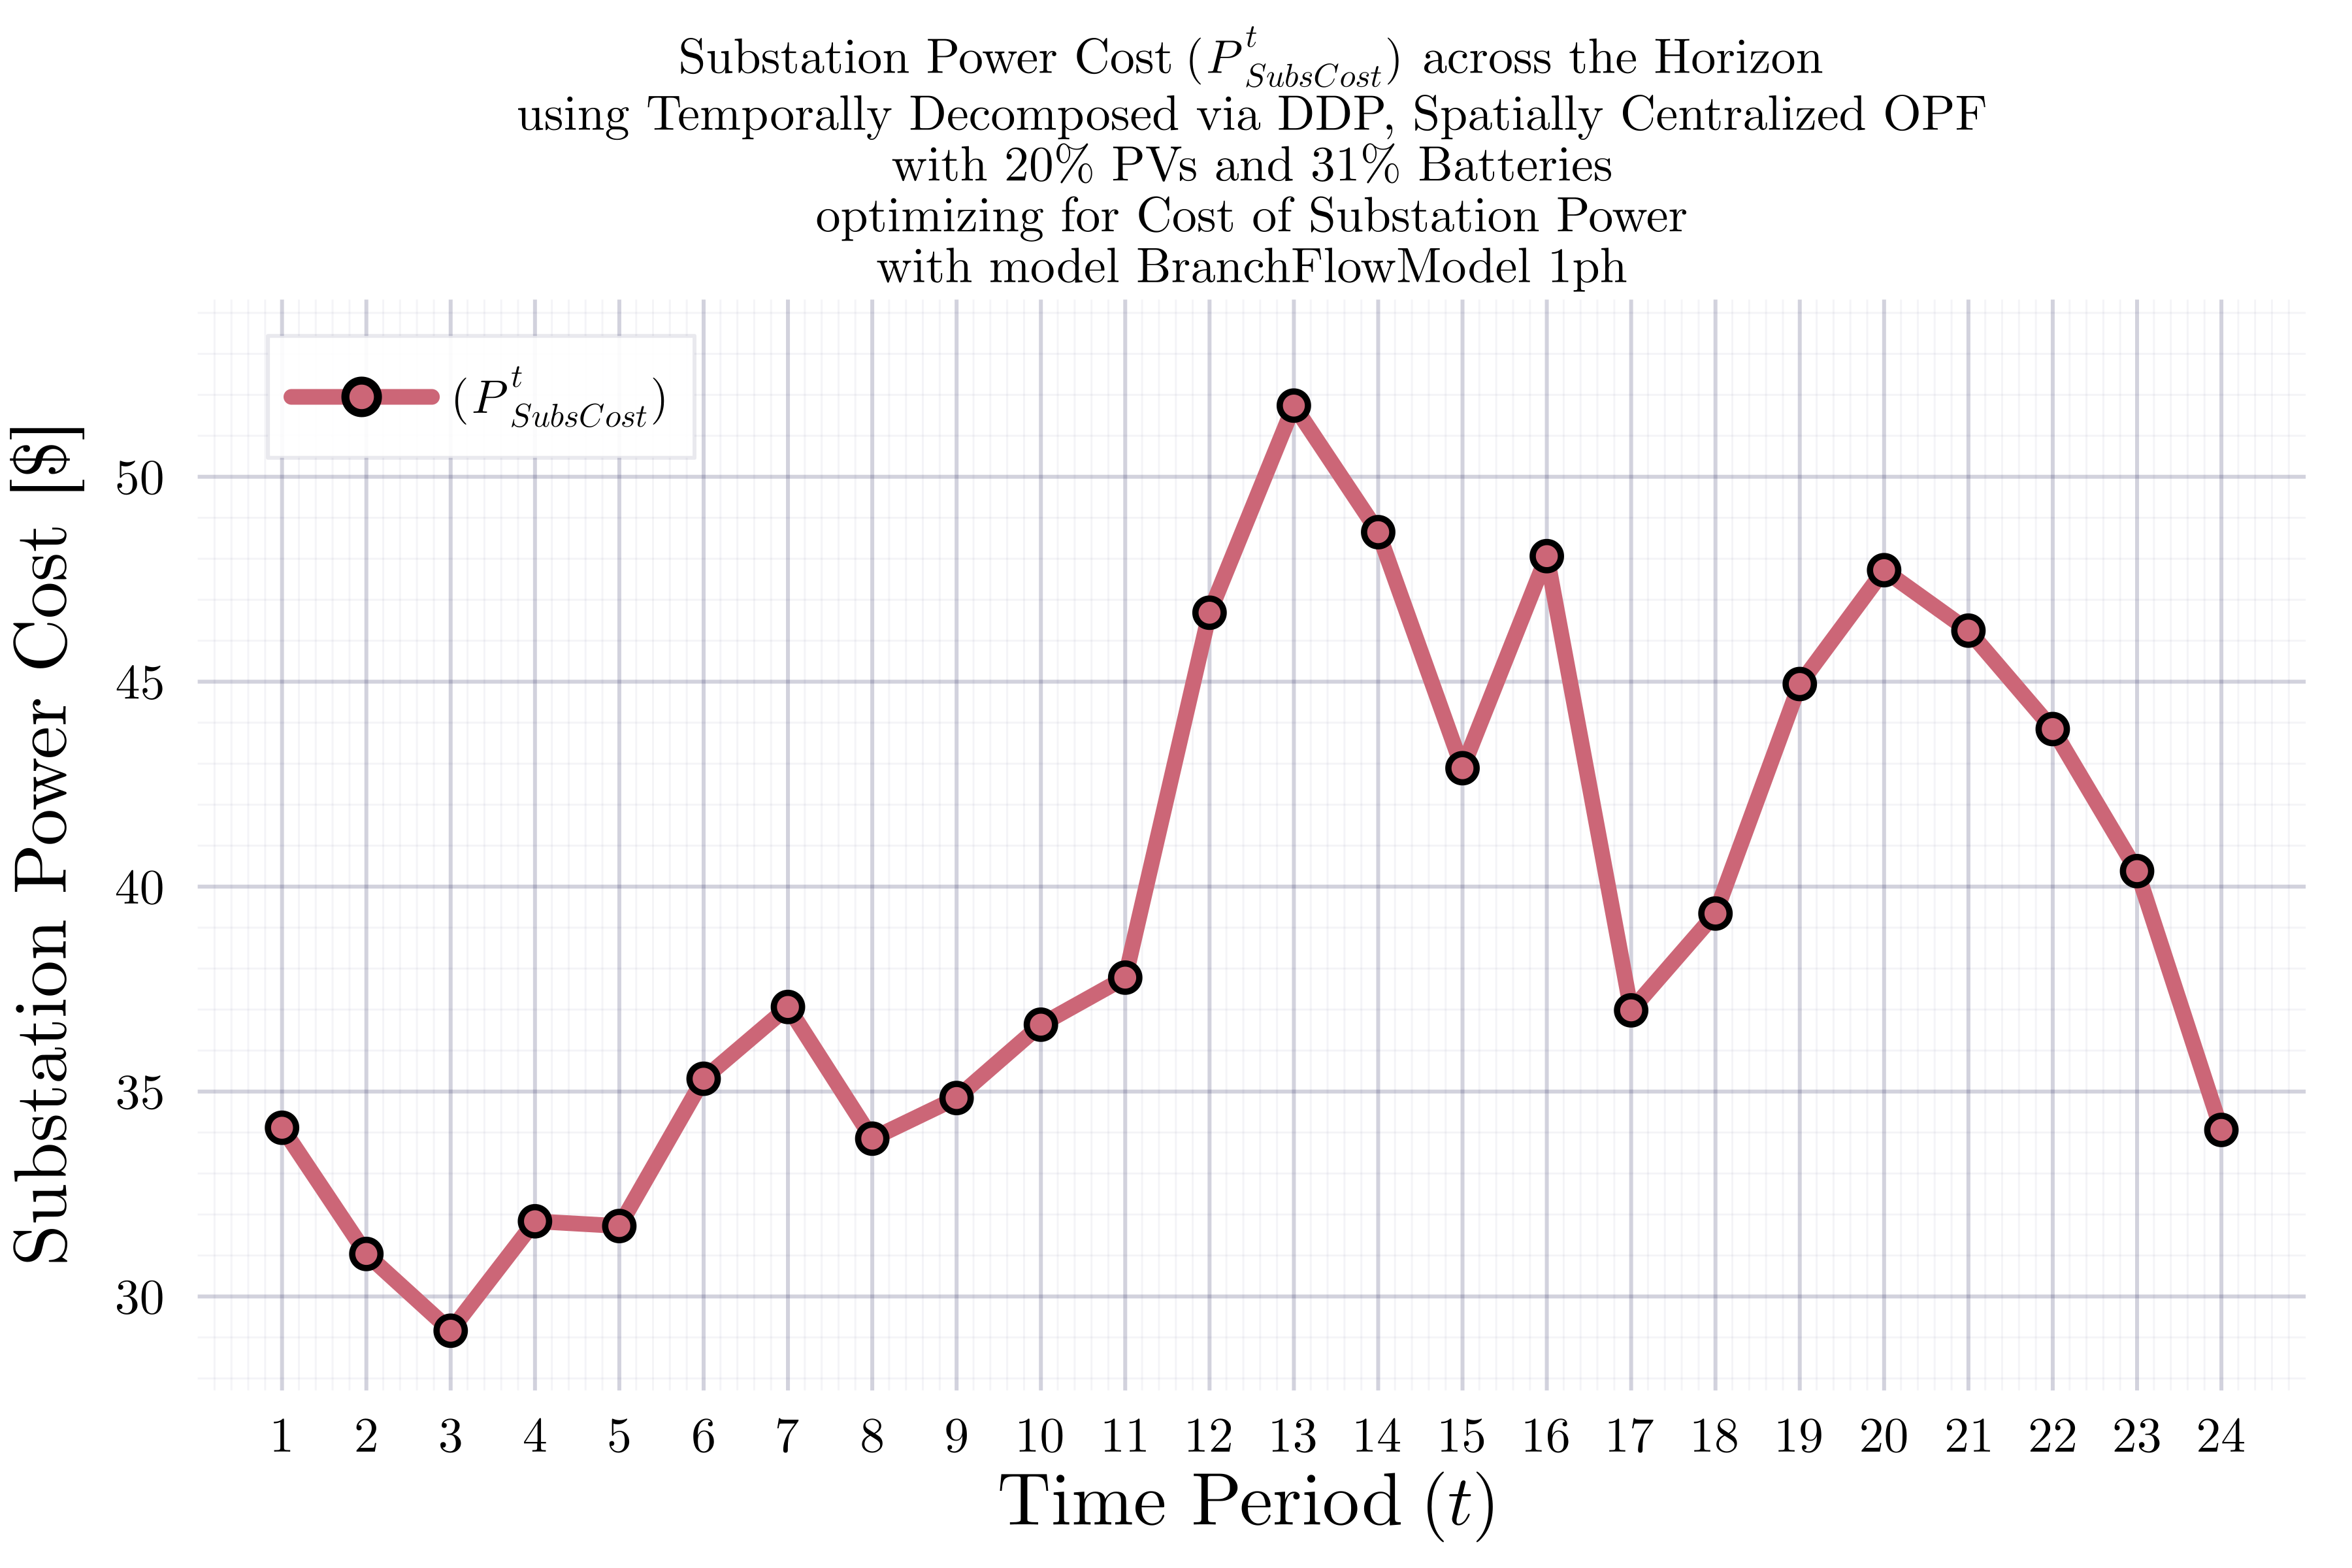 Substation Power Cost (P^t_SubsCost) across the Horizon
using Temporally Decomposed via DDP, Spatially Centralized OPF
with 20% PVs and 31% Batteries
optimizing for Cost of Substation Power
with model BranchFlowModel 1ph
(P^t_SubsCost)
Substation Power Cost [$]
50
45
40
35
30
1 2 3 4 5 6 7 8 9 10 11 12 13 14 15 16 17 18 19 20 21 22 23 24
Time Period (t)